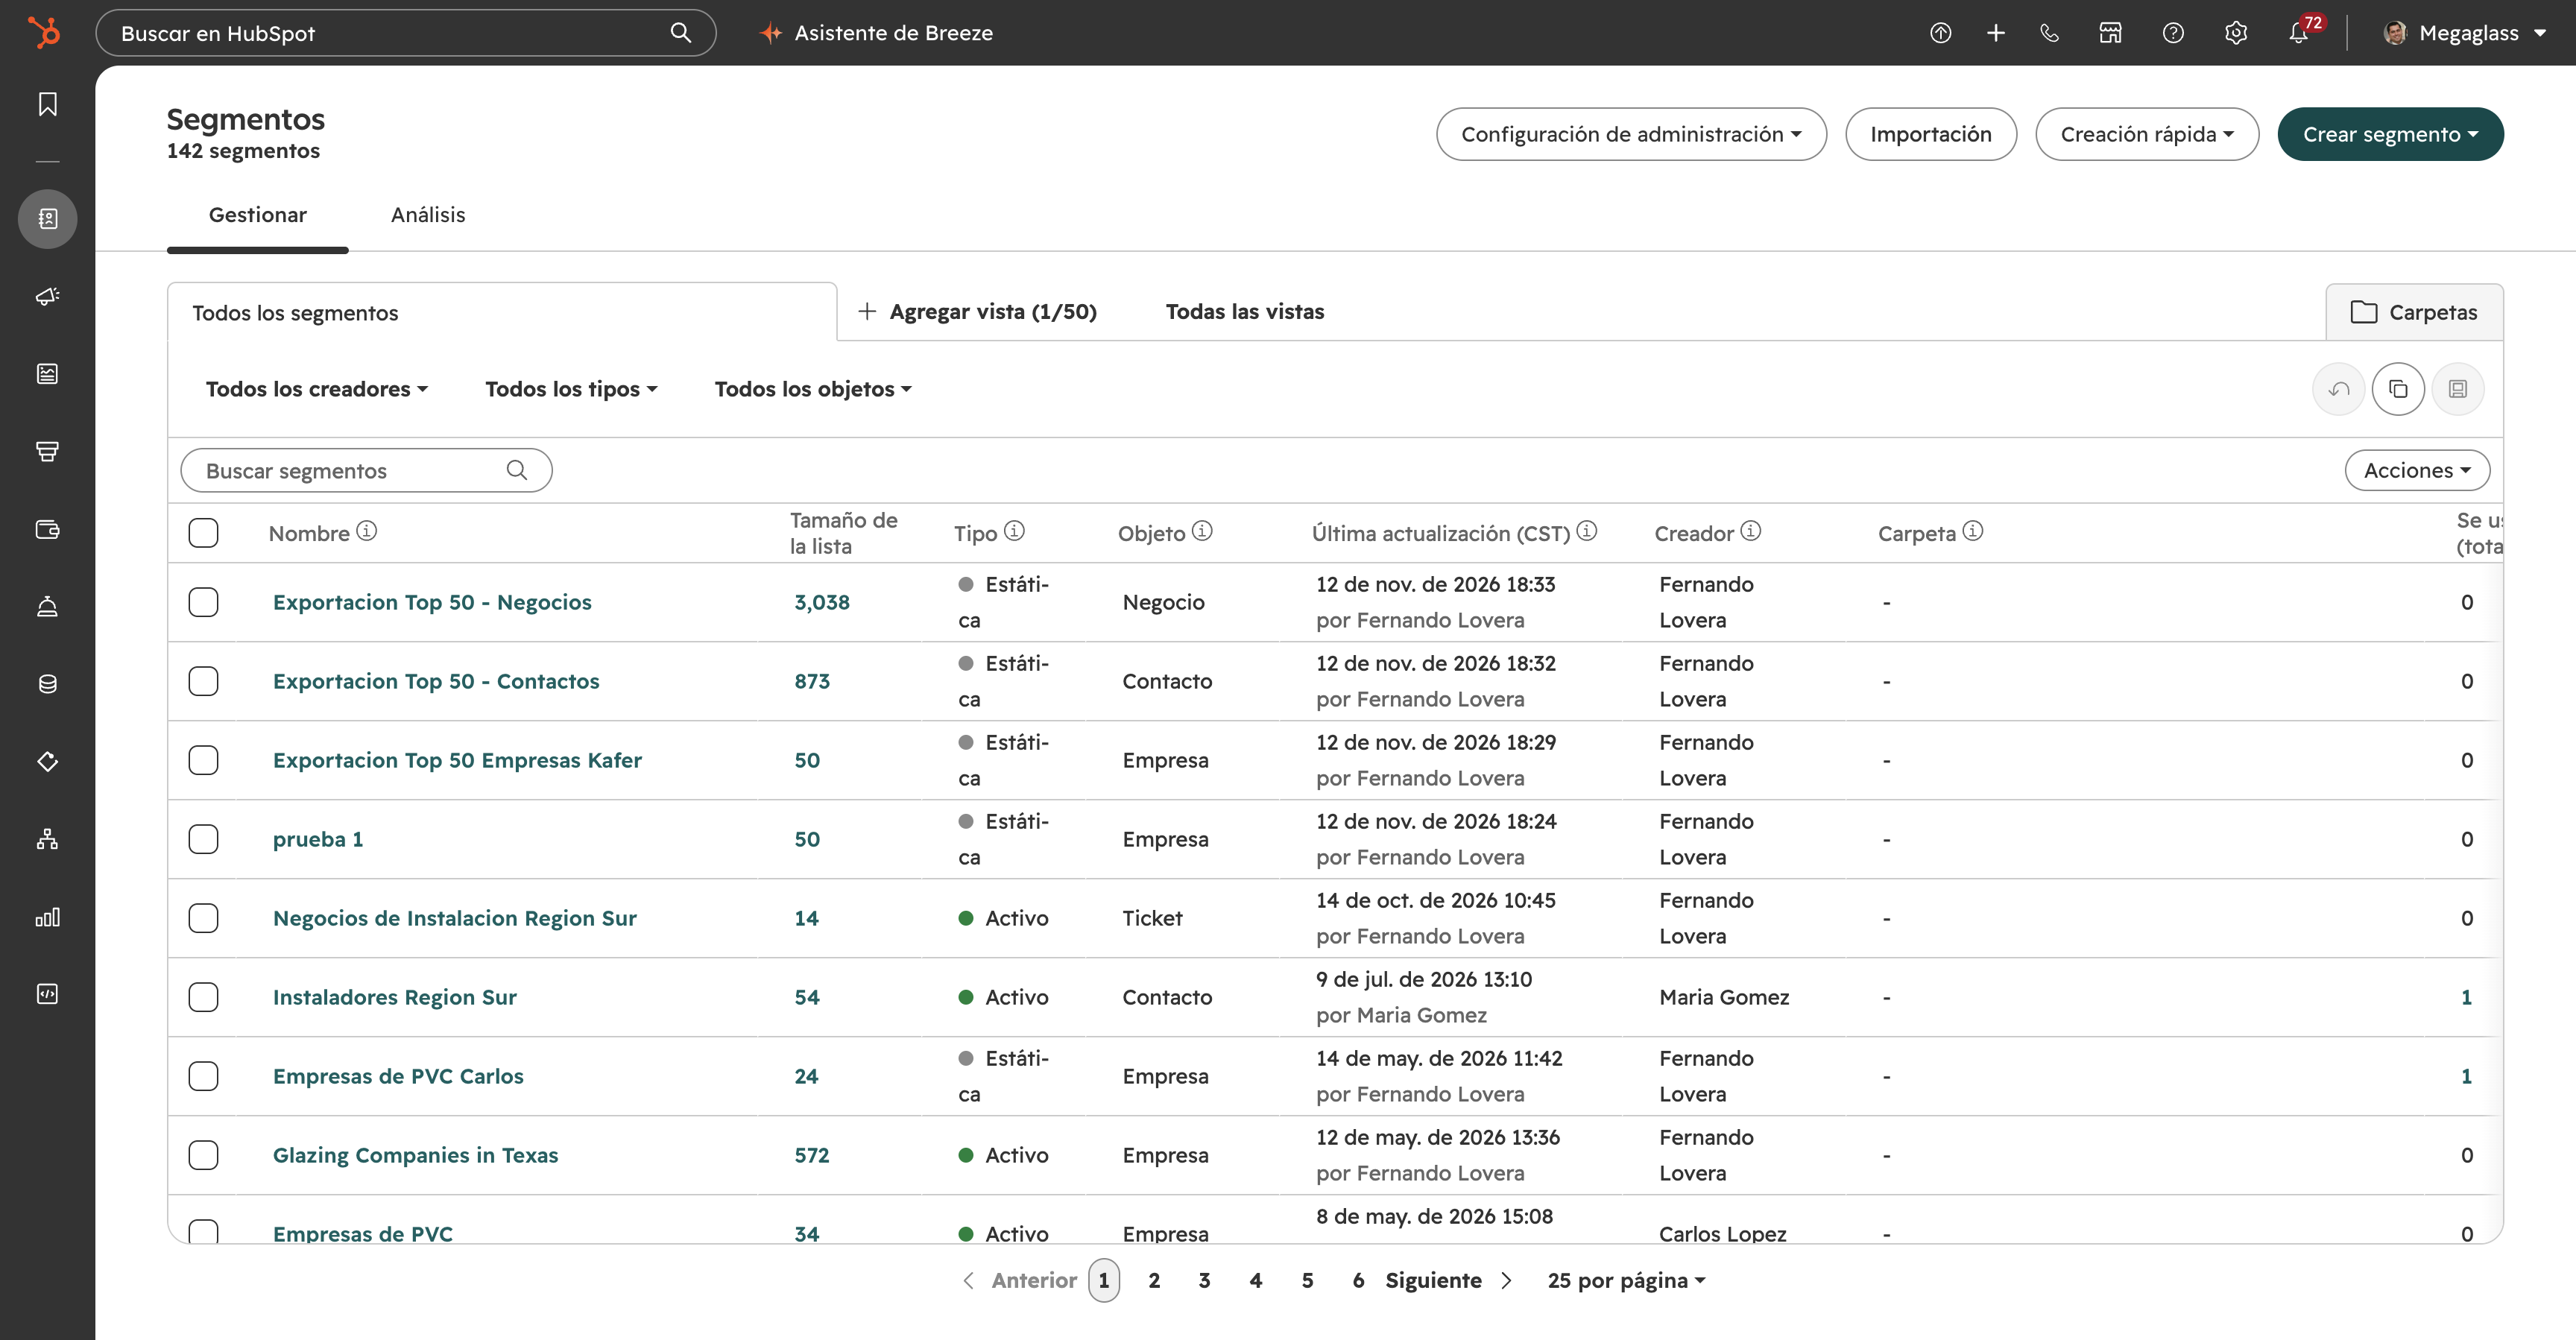 Buscar en HubSpot
Asistente de Breeze
72
Megaglass
Segmentos
142 segmentos
Configuración de administración
Importación
Creación rápida
Crear segmento
Gestionar
Análisis
Todos los segmentos
Agregar vista (1/50)
Todas las vistas
Carpetas
Todos los creadores
Todos los tipos
Todos los objetos
Buscar segmentos
Acciones
Nombre
Tamaño de
la lista
Tipo
Objeto
Última actualización (CST)
Creador
Carpeta
Se
(tota
Exportacion Top 50 - Negocios
3,038
Estáti-
ca
Negocio
12 de nov. de 2026 18:33
por Fernando Lovera
Fernando
Lovera
-
0
Exportacion Top 50 - Contactos
873
Estáti-
ca
Contacto
12 de nov. de 2026 18:32
por Fernando Lovera
Fernando
Lovera
-
0
Exportacion Top 50 Empresas Kafer
50
Estáti-
ca
Empresa
12 de nov. de 2026 18:29
por Fernando Lovera
Fernando
Lovera
-
0
prueba 1
50
Estáti-
ca
Empresa
12 de nov. de 2026 18:24
por Fernando Lovera
Fernando
Lovera
-
0
Negocios de Instalacion Region Sur
14
Activo
Ticket
14 de oct. de 2026 10:45
por Fernando Lovera
Fernando
Lovera
-
0
Instaladores Region Sur
54
Activo
Contacto
9 de jul. de 2026 13:10
por Maria Gomez
Maria Gomez
-
1
Empresas de PVC Carlos
24
Estáti-
ca
Empresa
14 de may. de 2026 11:42
por Fernando Lovera
Fernando
Lovera
-
1
Glazing Companies in Texas
572
Activo
Empresa
12 de may. de 2026 13:36
por Fernando Lovera
Fernando
Lovera
-
0
Empresas de PVC
34
Activo
Empresa
8 de may. de 2026 15:08
Carlos Lopez
-
0
Anterior
1
2
3
4
5
6
Siguiente
25 por página